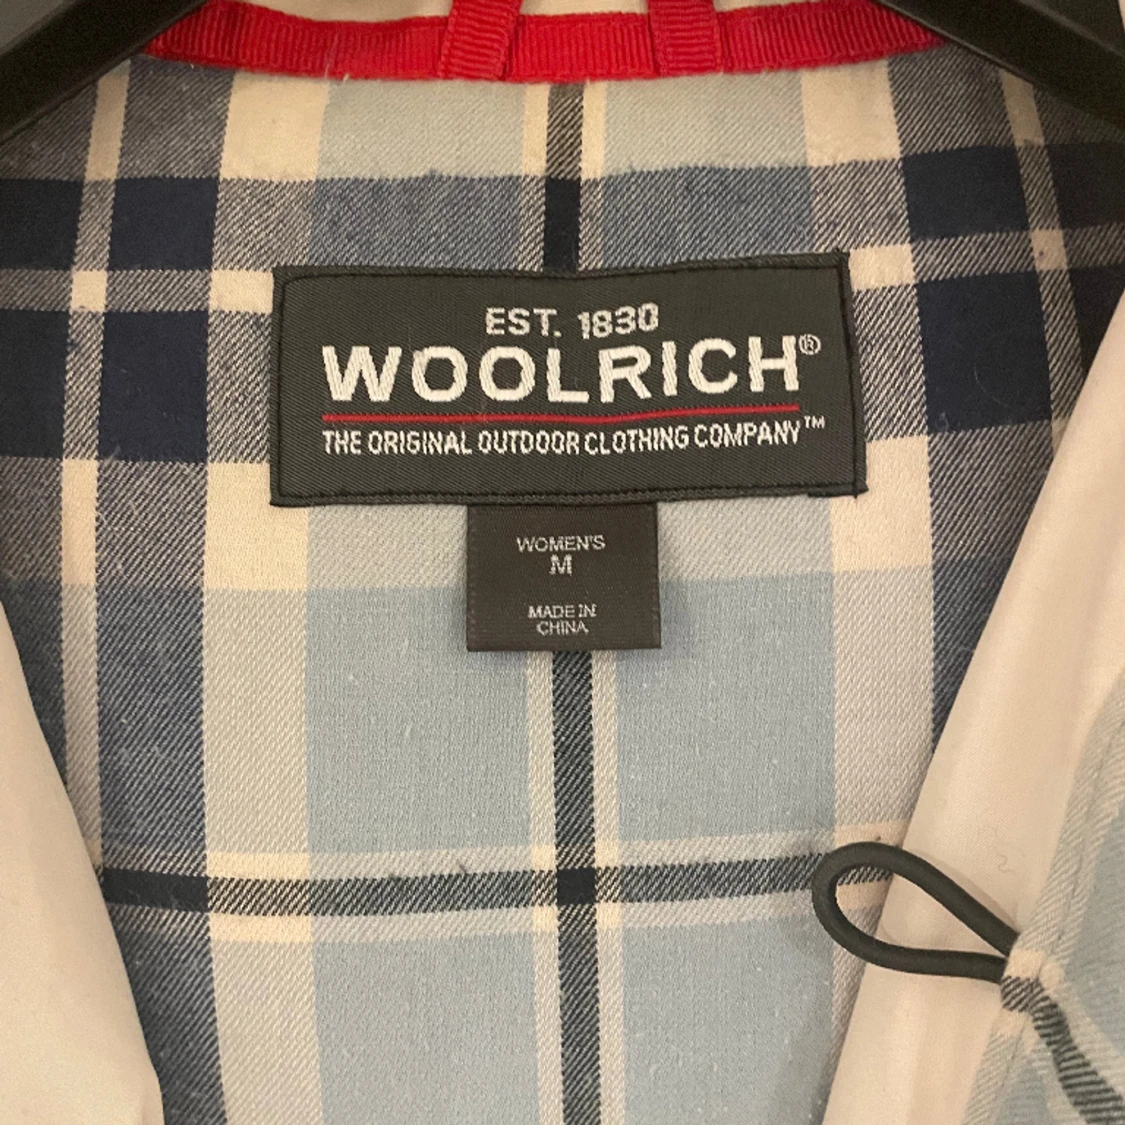 EST. 1830
WOOLRICH®
THE ORIGINAL OUTDOOR CLOTHING COMPANY™
WOMEN'S
M
MADE IN
CHINA